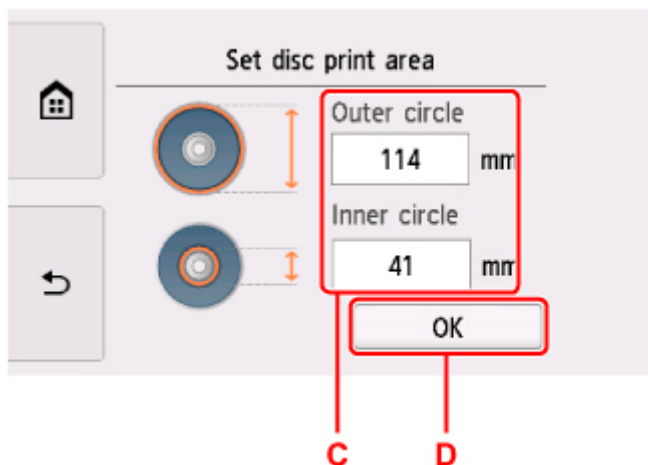 Set disc print area
Outer circle
114 mm
Inner circle
41 mm
OK
C D